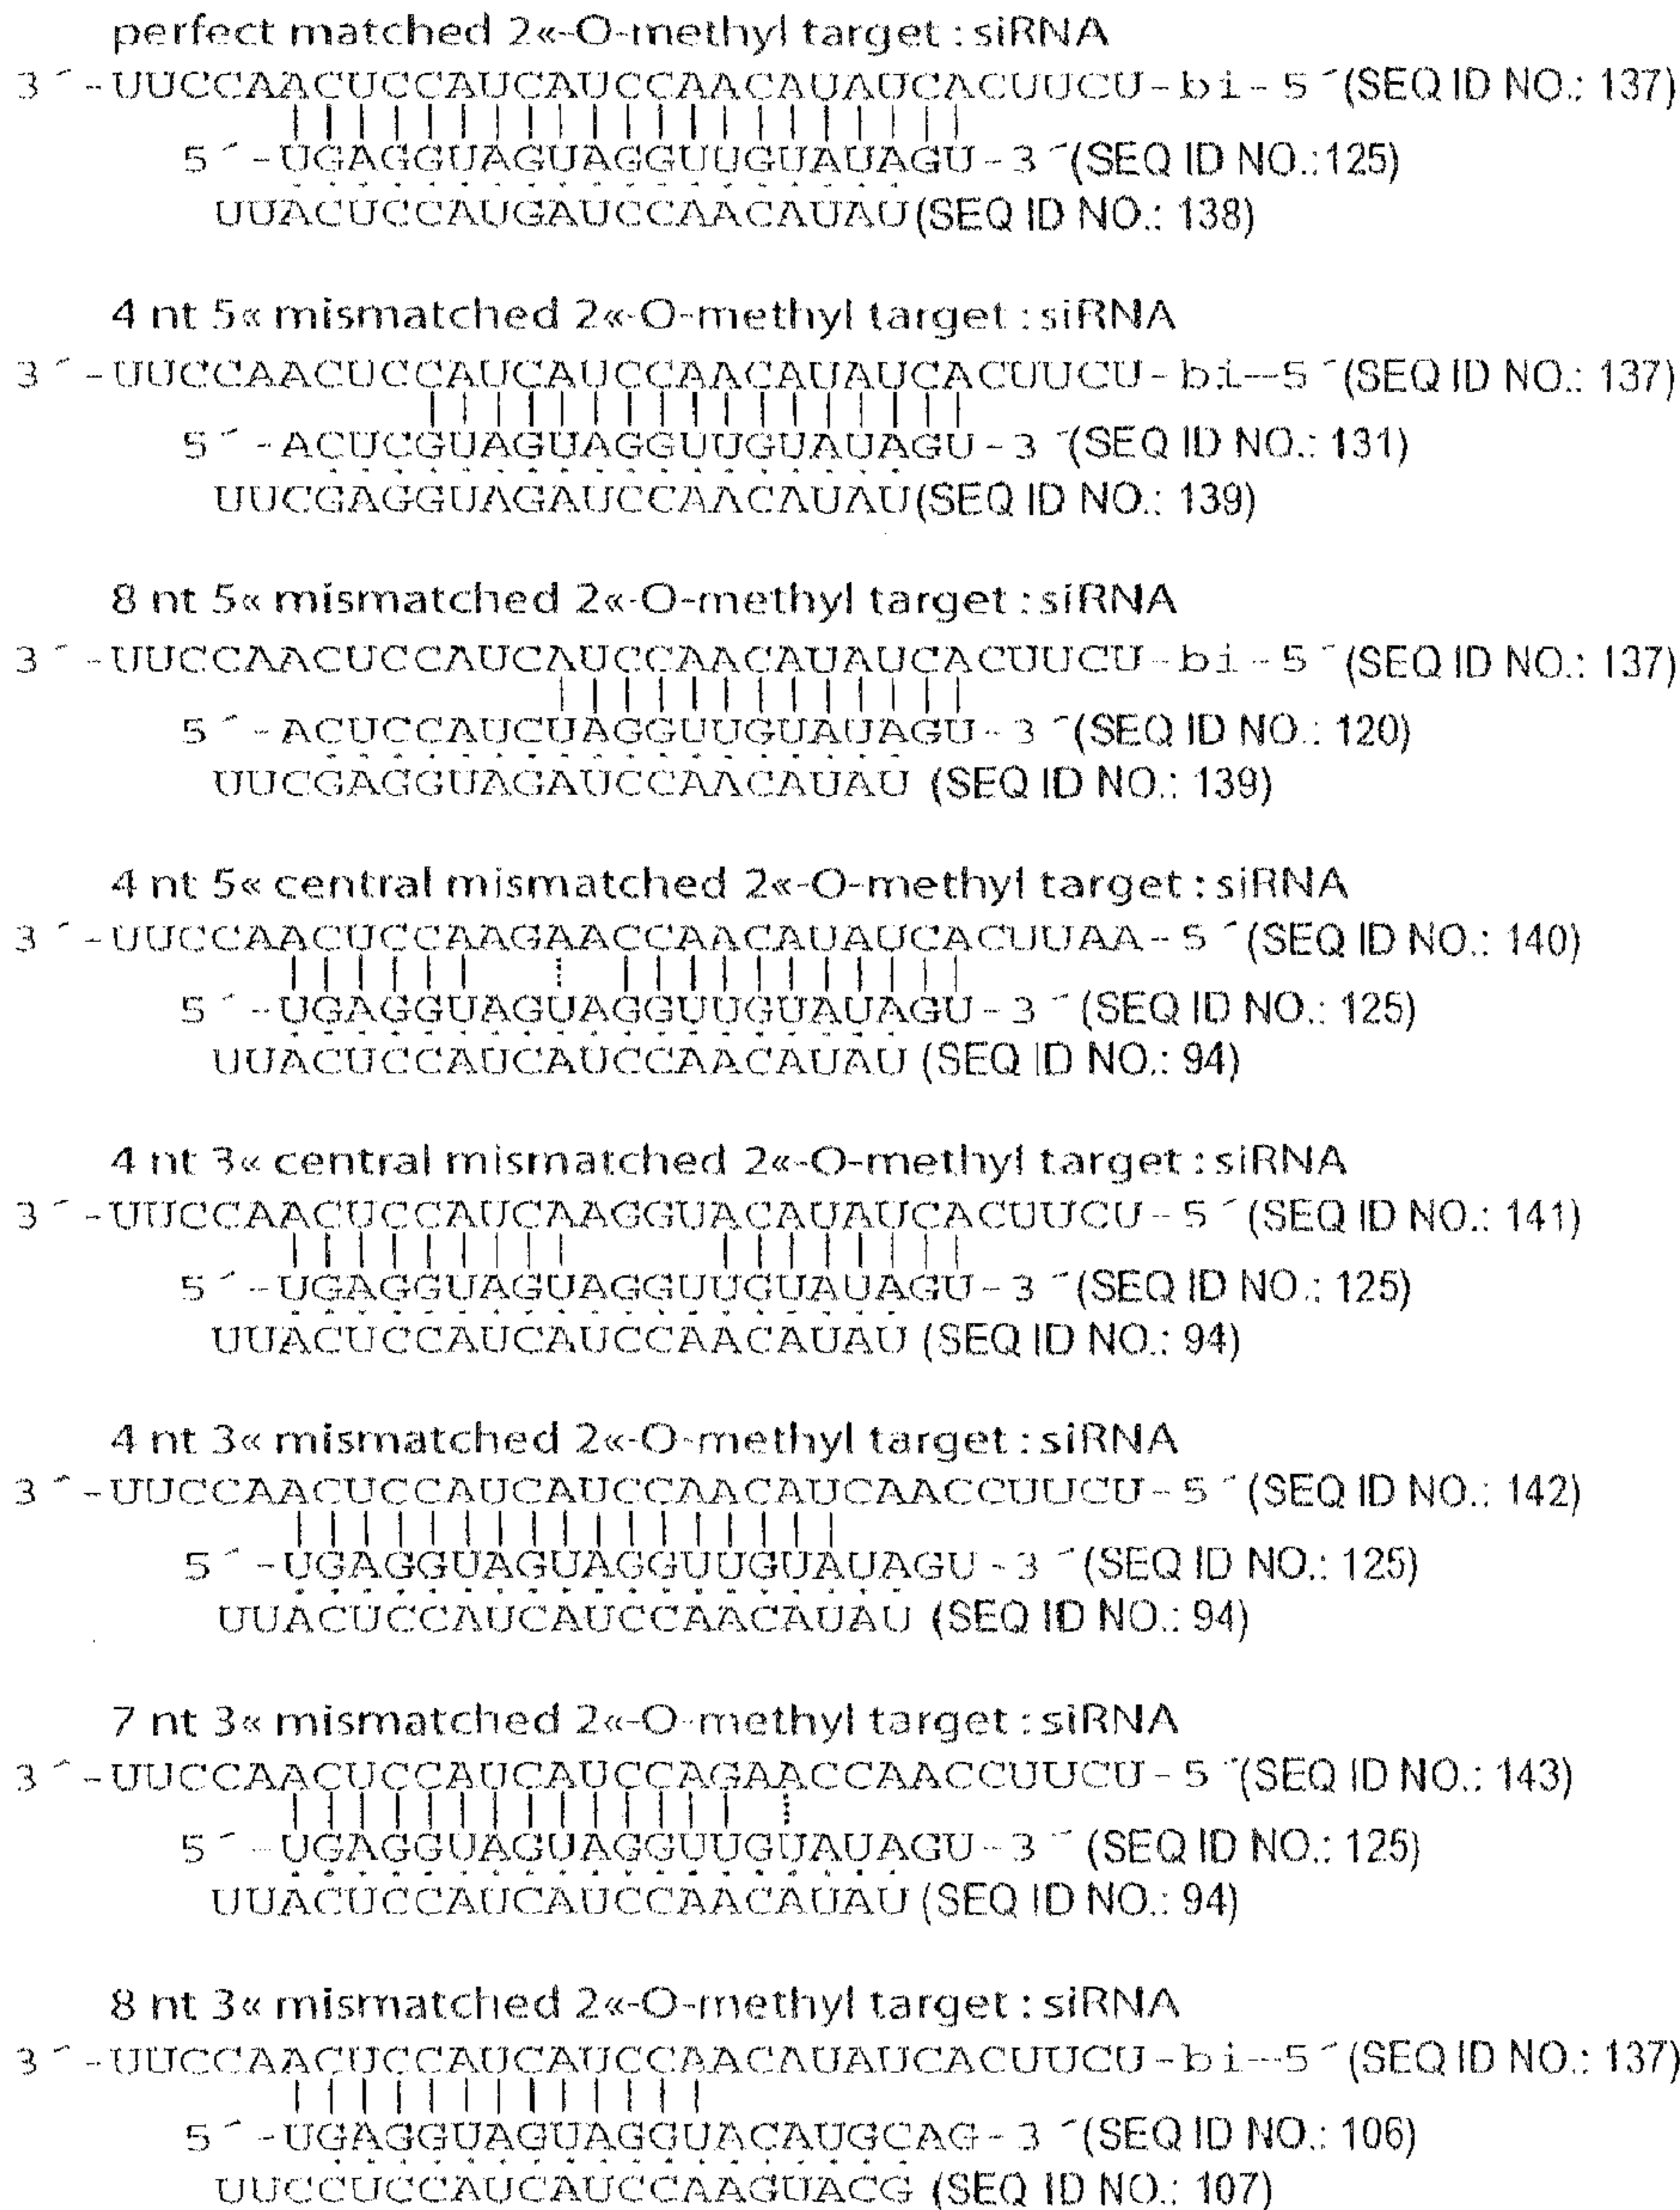 perfect matched 2«-O-methyl target : siRNA
3´-UUCCAACUCCAUCAUCCAACAUAUCACUUCU-bi-5´(SEQ ID NO.: 137)
5´-UGAGGUAGUAGGUUGUAUAGU-3´(SEQ ID NO.:125)
UUACUCCAUGAUCCAACAUAU(SEQ ID NO.: 138)
4 nt 5« mismatched 2«-O-methyl target : siRNA
3´-UUCCAACUCCAUCAUCCAACAUAUCACUUCU-bi-5´(SEQ ID NO.: 137)
5´-ACUCGUAGUAGGUUGUAUAGU-3´(SEQ ID NO.: 131)
UUCGAGGUAGAUCCAACAUAU(SEQ ID NO.: 139)
8 nt 5« mismatched 2«-O-methyl target : siRNA
3´-UUCCAACUCCAUCAUCCAACAUAUCACUUCU-bi-5´(SEQ ID NO.: 137)
5´-ACUCCAUCUAGGUUGUAUAGU-3´(SEQ ID NO.: 120)
UUCGAGGUAGAUCCAACAUAU (SEQ ID NO.: 139)
4 nt 5« central mismatched 2«-O-methyl target : siRNA
3´-UUCCAACUCCAAGAACCAACAUAUCACUUAA-5´(SEQ ID NO.: 140)
5´-UGAGGUAGUAGGUUGUAUAGU-3´(SEQ ID NO.: 125)
UUACUCCAUCAUCCAACAUAU (SEQ ID NO.: 94)
4 nt 3« central mismatched 2«-O-methyl target : siRNA
3´-UUCCAACUCCAUCAAGGUACAUAUCACUUCU-5´(SEQ ID NO.: 141)
5´-UGAGGUAGUAGGUUGUAUAGU-3´(SEQ ID NO.: 125)
UUACUCCAUCAUCCAACAUAU (SEQ ID NO.: 94)
4 nt 3« mismatched 2«-O-methyl target : siRNA
3´-UUCCAACUCCAUCAUCCAACAUCAACCUUCU-5´(SEQ ID NO.: 142)
5´-UGAGGUAGUAGGUUGUAUAGU-3´(SEQ ID NO.: 125)
UUACUCCAUCAUCCAACAUAU (SEQ ID NO.: 94)
7 nt 3« mismatched 2«-O-methyl target : siRNA
3´-UUCCAACUCCAUCAUCCAGAACCAACCUUCU-5´(SEQ ID NO.: 143)
5´-UGAGGUAGUAGGUUGUAUAGU-3´(SEQ ID NO.: 125)
UUACUCCAUCAUCCAACAUAU (SEQ ID NO.: 94)
8 nt 3« mismatched 2«-O-methyl target : siRNA
3´-UUCCAACUCCAUCAUCCAACAUAUCACUUCU-bi-5´(SEQ ID NO.: 137)
5´-UGAGGUAGUAGGUACAUGCAG-3´(SEQ ID NO.: 106)
UUCCUCCAUCAUCCAAGUACG (SEQ ID NO.: 107)